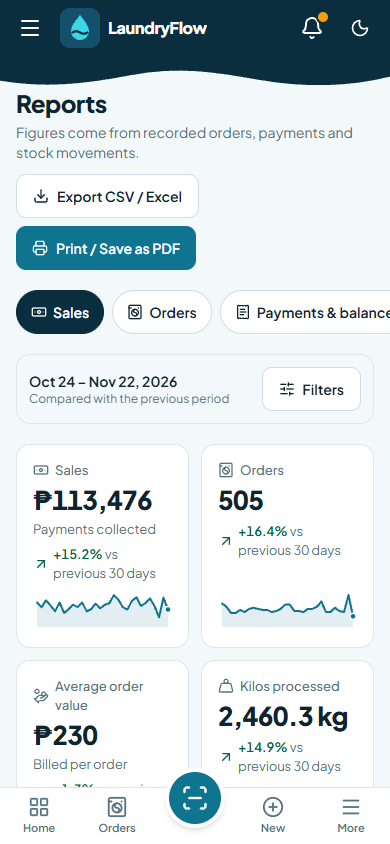 LaundryFlow
Reports
Figures come from recorded orders, payments and
stock movements.
Export CSV / Excel
Print / Save as PDF
Sales
Orders
Payments & balance
Oct 24 – Nov 22, 2026
Compared with the previous period
Filters
Sales
₱113,476
Payments collected
+15.2% vs
previous 30 days
Orders
505
+16.4% vs
previous 30 days
Average order
value
₱230
Billed per order
Kilos processed
2,460.3 kg
+14.9% vs
previous 30 days
Home
Orders
New
More